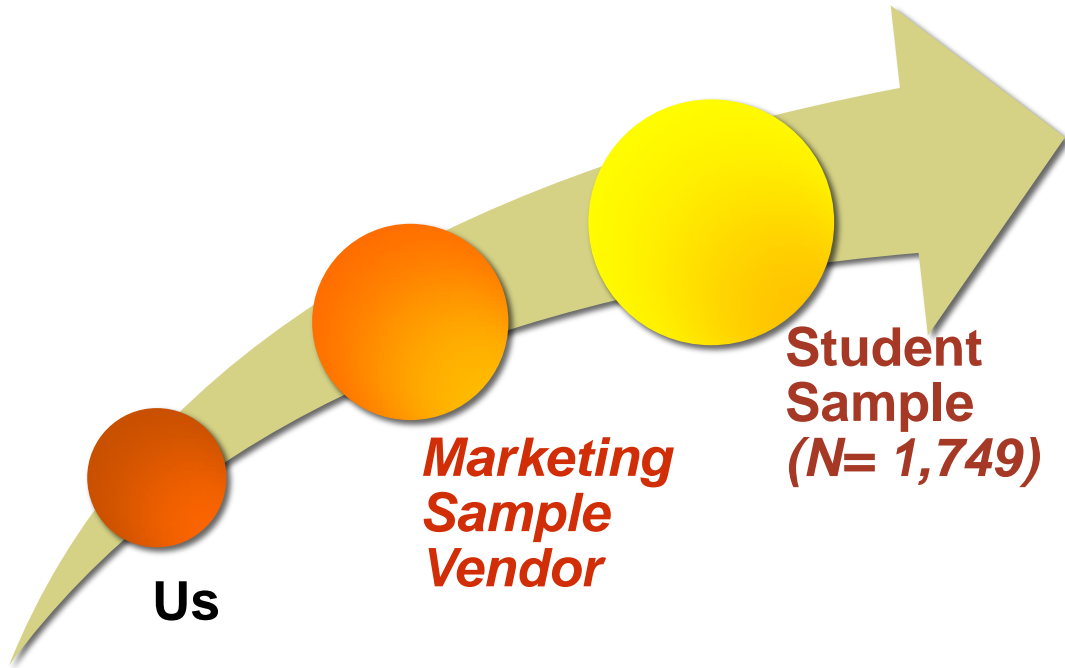 Us
Marketing
Sample
Vendor
Student
Sample
(N= 1,749)